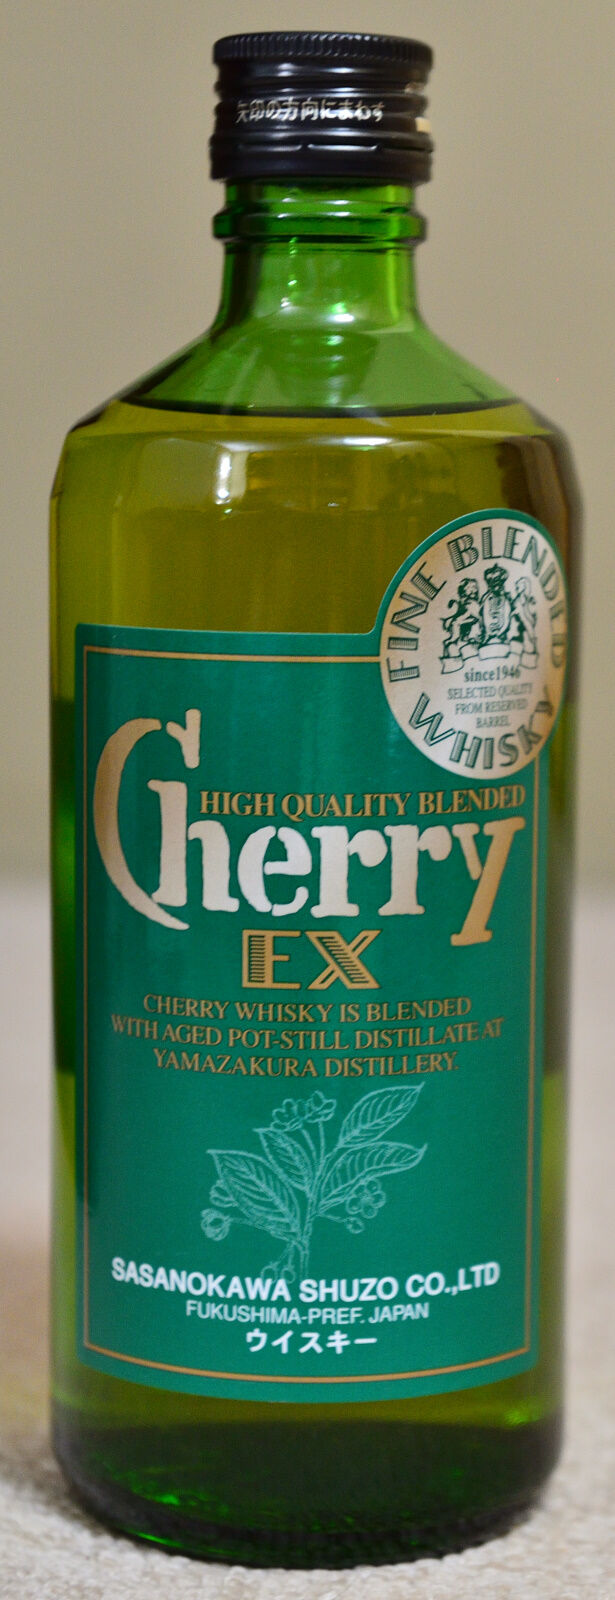 矢印の方向にまわす
FINE BLENDED
WHISKY
since1946
SELECTED QUALITY
FROM RESERVED
BARREL
HIGH QUALITY BLENDED
Cherry
EX
CHERRY WHISKY IS BLENDED
WITH AGED POT-STILL DISTILLATE AT
YAMAZAKURA DISTILLERY.
SASANOKAWA SHUZO CO.,LTD
FUKUSHIMA-PREF. JAPAN
ウイスキー